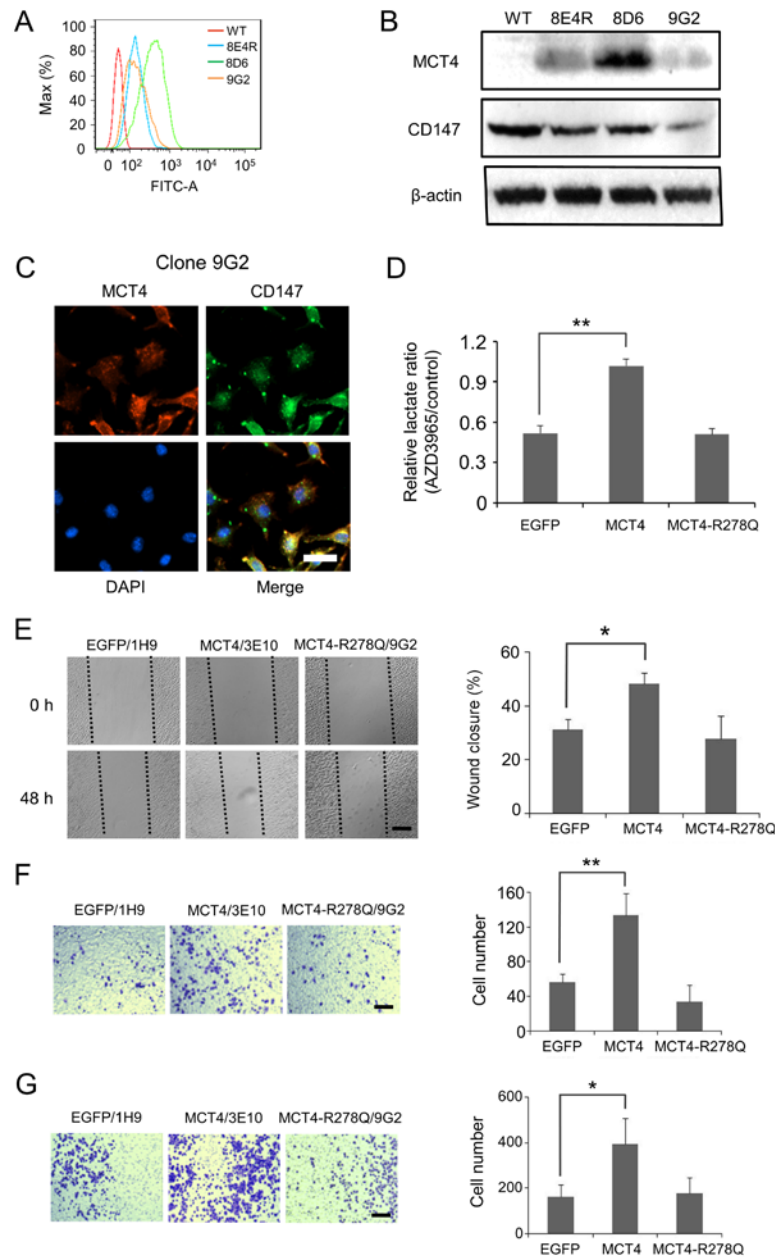 A
Max (%)
100
80
60
40
20
0
WT
8E4R
8D6
9G2
0 10² 10³ 10⁴ 10⁵
FITC-A
B
WT 8E4R 8D6 9G2
MCT4
CD147
β-actin
C
Clone 9G2
MCT4 CD147
DAPI Merge
D
Relative lactate ratio
(AZD3965/control)
1.2
0.9
0.6
0.3
0
**
EGFP MCT4 MCT4-R278Q
E
EGFP/1H9 MCT4/3E10 MCT4-R278Q/9G2
0 h
48 h
Wound closure (%)
60
40
20
0
*
EGFP MCT4 MCT4-R278Q
F
EGFP/1H9 MCT4/3E10 MCT4-R278Q/9G2
Cell number
160
120
80
40
0
**
EGFP MCT4 MCT4-R278Q
G
EGFP/1H9 MCT4/3E10 MCT4-R278Q/9G2
Cell number
600
400
200
0
*
EGFP MCT4 MCT4-R278Q